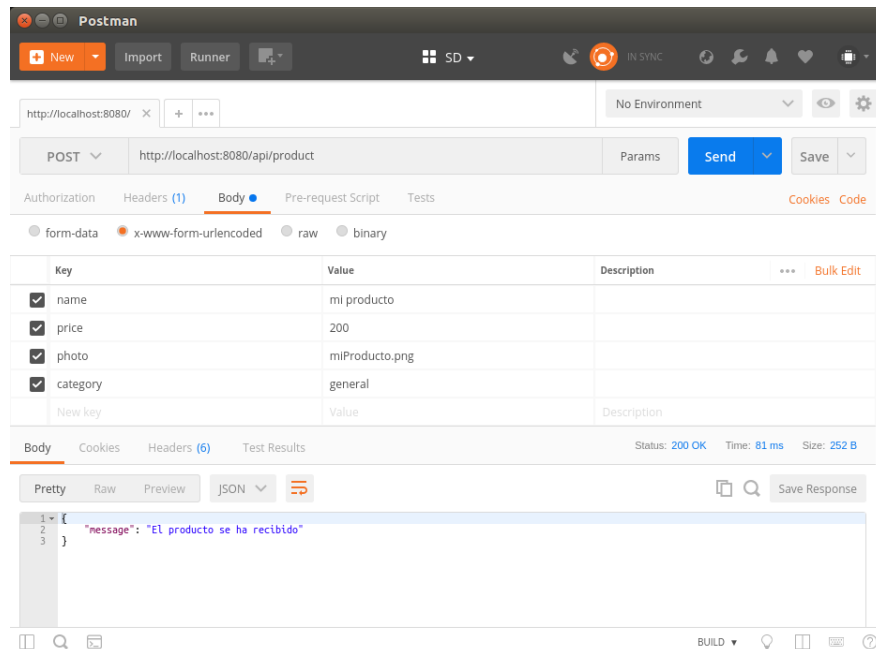 Postman
New Import Runner SD IN SYNC
http://localhost:8080/ No Environment
POST http://localhost:8080/api/product Params Send Save
Authorization Headers (1) Body Pre-request Script Tests Cookies Code
form-data x-www-form-urlencoded raw binary
Key Value Description Bulk Edit
name mi producto
price 200
photo miProducto.png
category general
New key Value Description
Body Cookies Headers (6) Test Results Status: 200 OK Time: 81 ms Size: 252 B
Pretty Raw Preview JSON Save Response
1 {
2 "message": "El producto se ha recibido"
3 }
BUILD